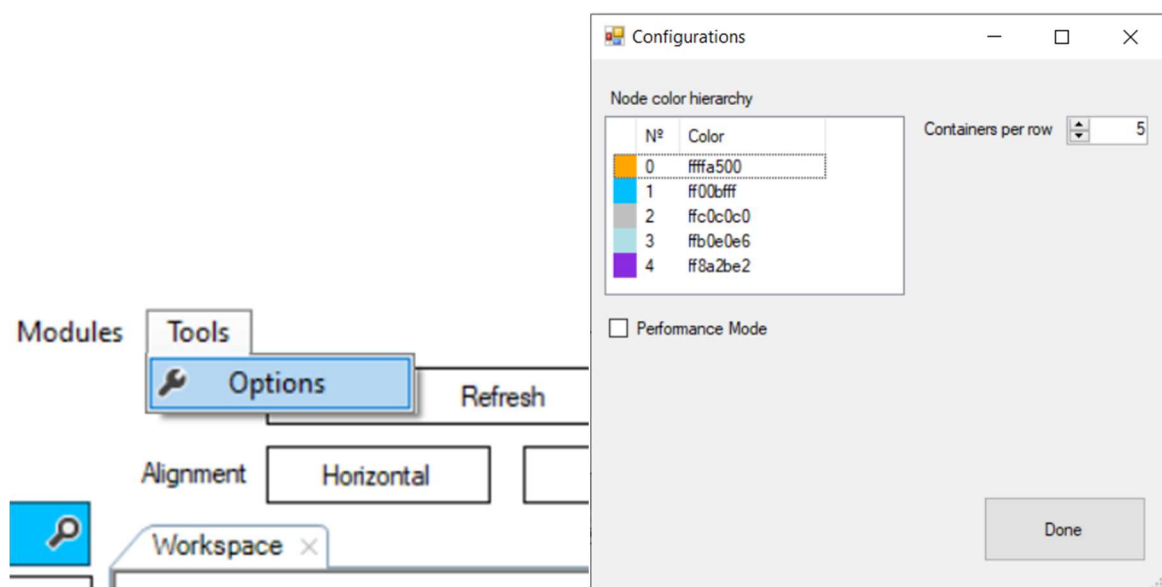 Modules
Tools
Options
Refresh
Alignment
Horizontal
Workspace
Configurations
Node color hierarchy
Nº Color
0 ffffa500
1 ff00bfff
2 ffc0c0c0
3 ffb0e0e6
4 ff8a2be2
Containers per row 5
Performance Mode
Done